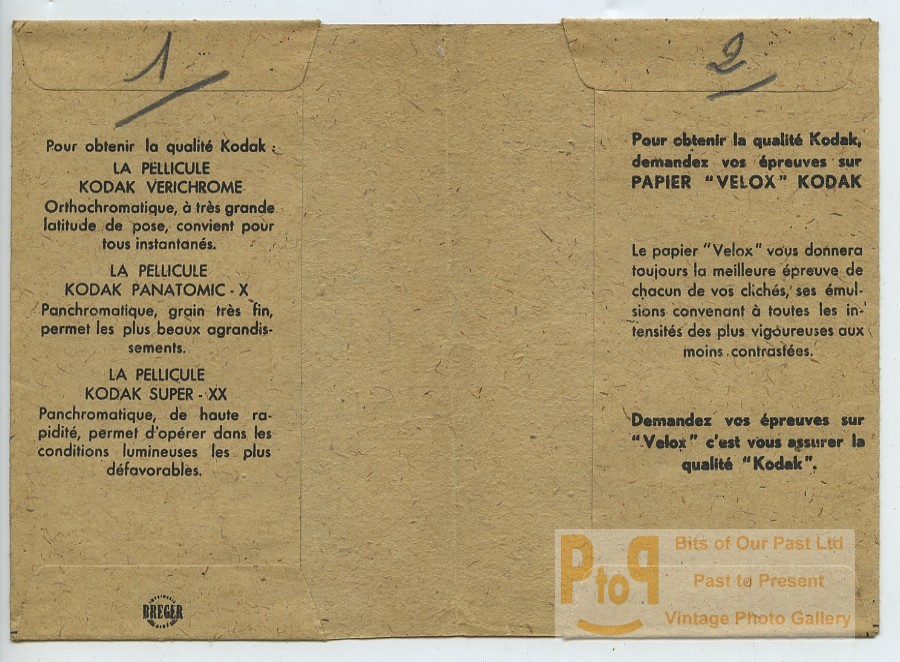 1
Pour obtenir la qualité Kodak :
LA PELLICULE
KODAK VERICHROME
Orthochromatique, à très grande
latitude de pose, convient pour
tous instantanés.
LA PELLICULE
KODAK PANATOMIC - X
Panchromatique, grain très fin,
permet les plus beaux agrandis-
sements.
LA PELLICULE
KODAK SUPER - XX
Panchromatique, de haute ra-
pidité, permet d'opérer dans les
conditions lumineuses les plus
défavorables.
IMPRIMERIE
BREGER
2
Pour obtenir la qualité Kodak,
demandez vos épreuves sur
PAPIER "VELOX" KODAK
Le papier "Velox" vous donnera
toujours la meilleure épreuve de
chacun de vos clichés, ses émul-
sions convenant à toutes les in-
tensités des plus vigoureuses aux
moins contrastées.
Demandez vos épreuves sur
"Velox" c'est vous assurer la
qualité "Kodak".
PtoP
Bits of Our Past Ltd
Past to Present
Vintage Photo Gallery